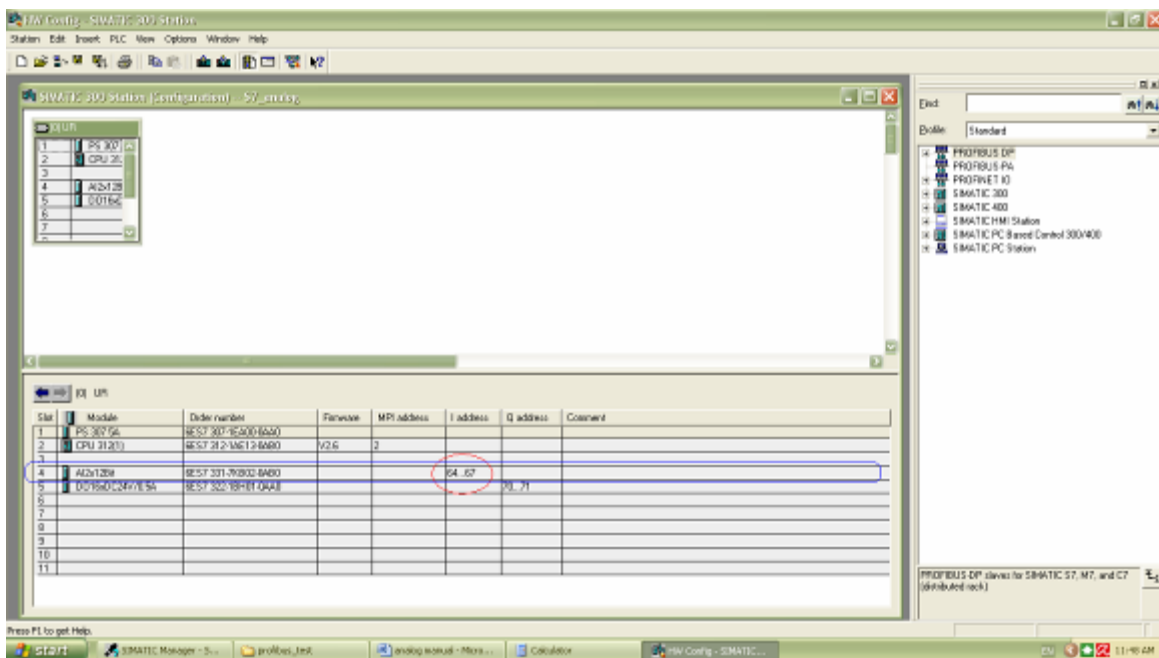 HW Config - SIMATIC 300 Station
Station Edit Insert PLC View Options Window Help
SIMATIC 300 Station (Configuration) -- S7_analog
(0) UR
1 PS 307
2 CPU 31
3
4 AI2x12B
5 DO16x
6
7
Find:
Profile: Standard
PROFIBUS DP
PROFIBUS-PA
PROFINET IO
SIMATIC 300
SIMATIC 400
SIMATIC HMI Station
SIMATIC PC Based Control 300/400
SIMATIC PC Station
(0) UR
Slot Module Order number Firmware MPI address I address Q address Comment
1 PS 307 5A 6ES7 307-1EA00-0AA0
2 CPU 312(1) 6ES7 312-1AE13-0AB0 V2.6 2
3
4 AI2x12Bit 6ES7 331-7KB02-0AB0 64...67
5 DO16xDC24V/0.5A 6ES7 322-1BH01-0AA0 70...71
6
7
8
9
10
11
PROFIBUS-DP slaves for SIMATIC S7, M7, and C7 (distributed rack)
Press F1 to get Help.
start SIMATIC Manager - S... profibus_test analog manual - Micro... Calculator HW Config - SIMATIC... EN 11:48 AM